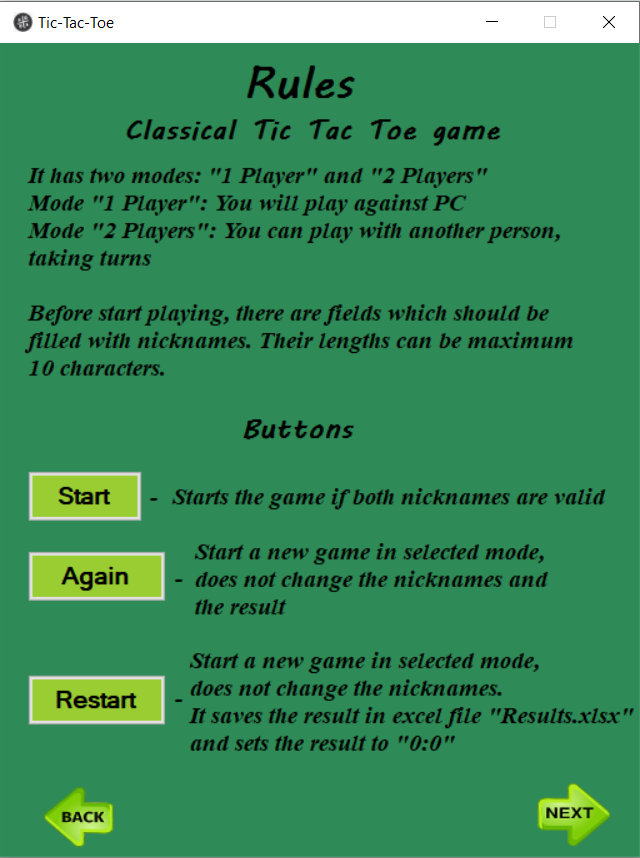 Tic-Tac-Toe
Rules
Classical Tic Tac Toe game
It has two modes: "1 Player" and "2 Players"
Mode "1 Player": You will play against PC
Mode "2 Players": You can play with another person,
taking turns
Before start playing, there are fields which should be
filled with nicknames. Their lengths can be maximum
10 characters.
Buttons
Start - Starts the game if both nicknames are valid
Again - Start a new game in selected mode,
does not change the nicknames and
the result
Restart - Start a new game in selected mode,
does not change the nicknames.
It saves the result in excel file "Results.xlsx"
and sets the result to "0:0"
BACK
NEXT